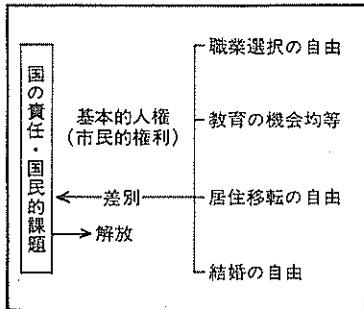 国の責任・国民的課題
基本的人権
（市民的権利）
差別
解放
職業選択の自由
教育の機会均等
居住移転の自由
結婚の自由